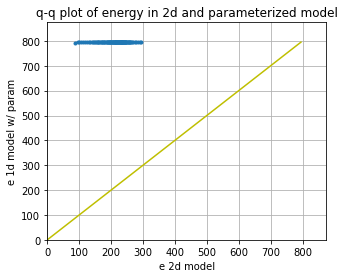 q-q plot of energy in 2d and parameterized model
e 1d model w/ param
800
700
600
500
400
300
200
100
0
0 100 200 300 400 500 600 700 800
e 2d model